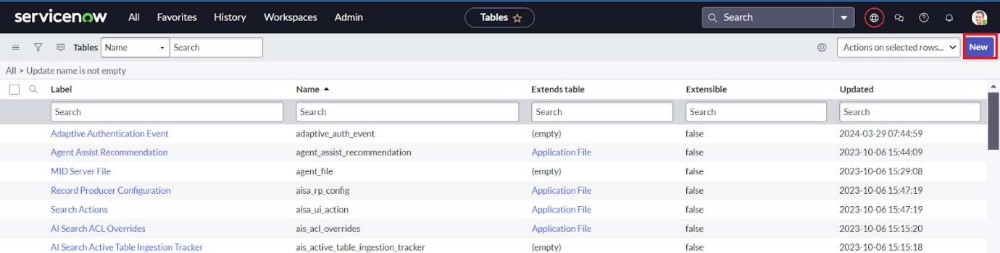 servicenow All Favorites History Workspaces Admin Tables Search
Tables Name Search Actions on selected rows... New
All > Update name is not empty
Label Name Extends table Extensible Updated
Search Search Search Search Search
Adaptive Authentication Event adaptive_auth_event (empty) false 2024-03-29 07:44:59
Agent Assist Recommendation agent_assist_recommendation Application File false 2023-10-06 15:44:09
MID Server File agent_file (empty) false 2023-10-06 15:29:08
Record Producer Configuration aisa_rp_config Application File false 2023-10-06 15:47:19
Search Actions aisa_ui_action Application File false 2023-10-06 15:47:19
AI Search ACL Overrides ais_acl_overrides Application File false 2023-10-06 15:15:20
AI Search Active Table Ingestion Tracker ais_active_table_ingestion_tracker (empty) false 2023-10-06 15:15:18